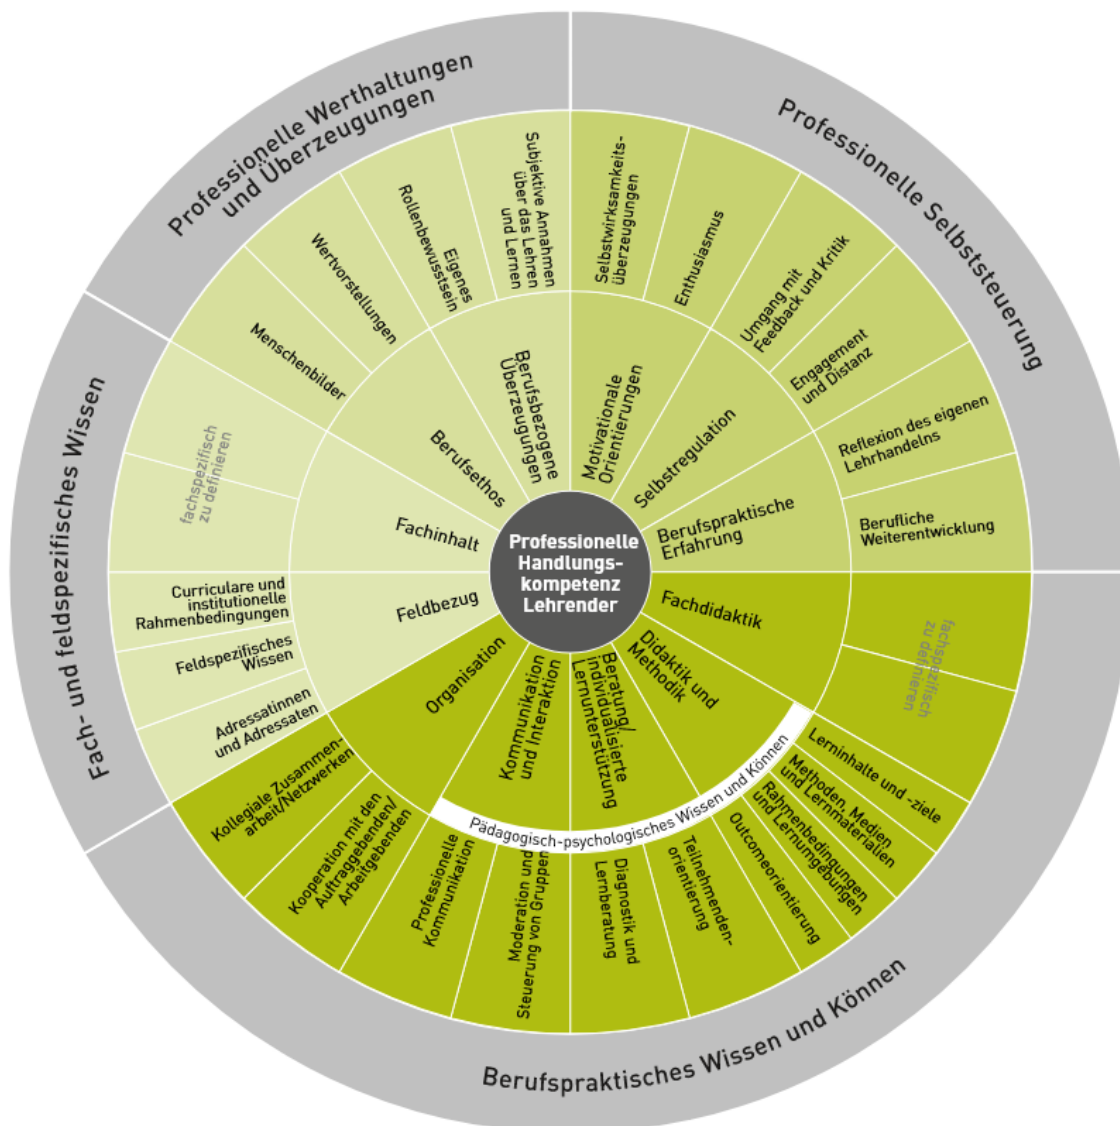 Professionelle Werthaltungen
und Überzeugungen
Professionelle Selbststeuerung
Fach- und feldspezifisches Wissen
Berufspraktisches Wissen und Können
Professionelle
Handlungs-
kompetenz
Lehrender
Motivationale
Orientierungen
Selbstregulation
Berufspraktische
Erfahrung
Fachdidaktik
Didaktik und
Methodik
Beratung/
individualisierte
Lernunterstützung
Kommunikation
und Interaktion
Organisation
Feldbezug
Fachinhalt
Berufsethos
Berufsbezogene
Überzeugungen
Pädagogisch-psychologisches Wissen und Können
Selbstwirksamkeits-
überzeugungen
Enthusiasmus
Umgang mit
Feedback und Kritik
Engagement
und Distanz
Reflexion des eigenen
Lehrhandelns
Berufliche
Weiterentwicklung
fachspezifisch
zu definieren
Lerninhalte und -ziele
Methoden, Medien
und Lernmaterialien
Rahmenbedingungen
und Lernumgebungen
Outcomeorientierung
Teilnehmenden-
orientierung
Diagnostik und
Lernberatung
Moderation und
Steuerung von Gruppen
Professionelle
Kommunikation
Kooperation mit den
Auftraggebenden/
Arbeitgebenden
Kollegiale Zusammen-
arbeit/Netzwerken
Adressatinnen
und Adressaten
Feldspezifisches
Wissen
Curriculare und
institutionelle
Rahmenbedingungen
fachspezifisch
zu definieren
Menschenbilder
Wertvorstellungen
Eigenes
Rollenbewusstsein
Subjektive Annahmen
über das Lehren
und Lernen